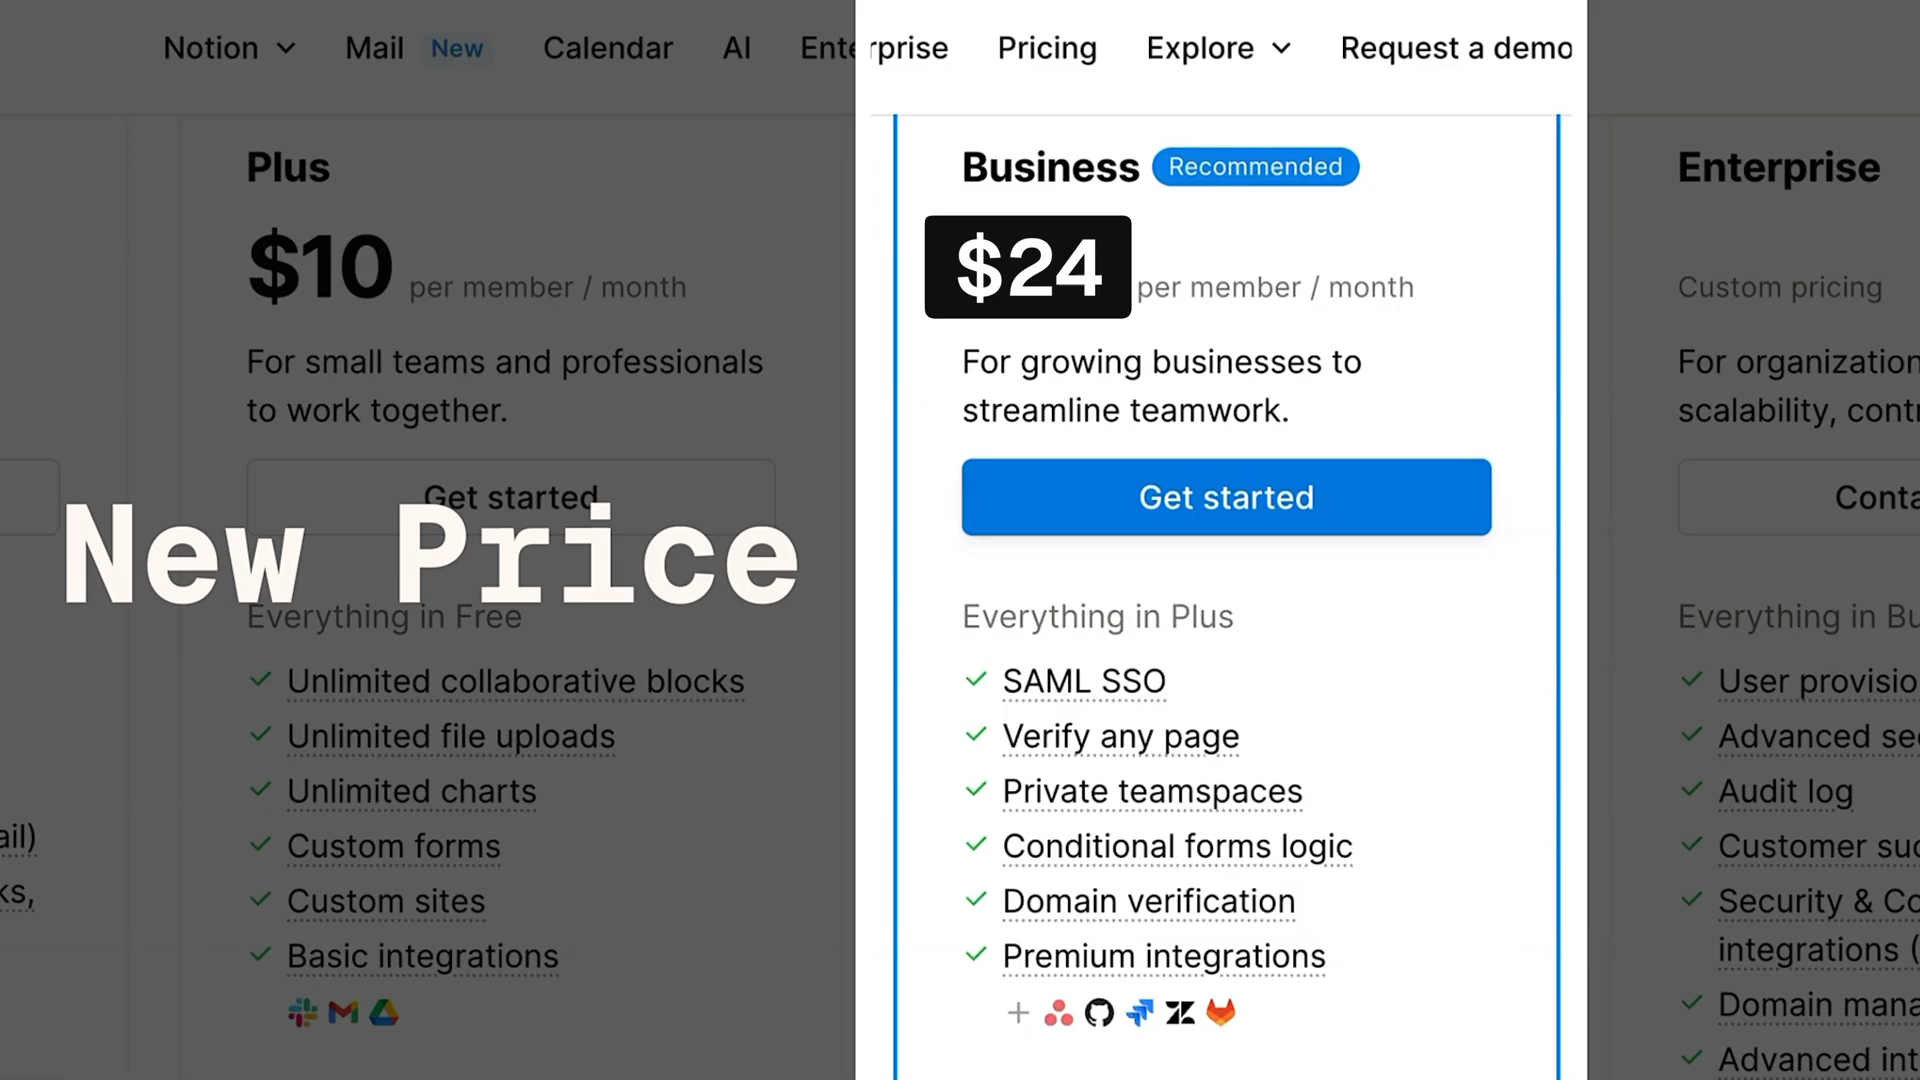 Notion Mail New Calendar AI Enterprise Pricing Explore Request a demo
Plus
$10 per member / month
For small teams and professionals
to work together.
Get started
Everything in Free
Unlimited collaborative blocks
Unlimited file uploads
Unlimited charts
Custom forms
Custom sites
Basic integrations
New Price
Business Recommended
$24 per member / month
For growing businesses to
streamline teamwork.
Get started
Everything in Plus
SAML SSO
Verify any page
Private teamspaces
Conditional forms logic
Domain verification
Premium integrations
Enterprise
Custom pricing
For organization
scalability, contr
Conta
Everything in Bu
User provisio
Advanced sec
Audit log
Customer suc
Security & Co
integrations (
Domain mana
Advanced int
ail)
ks,